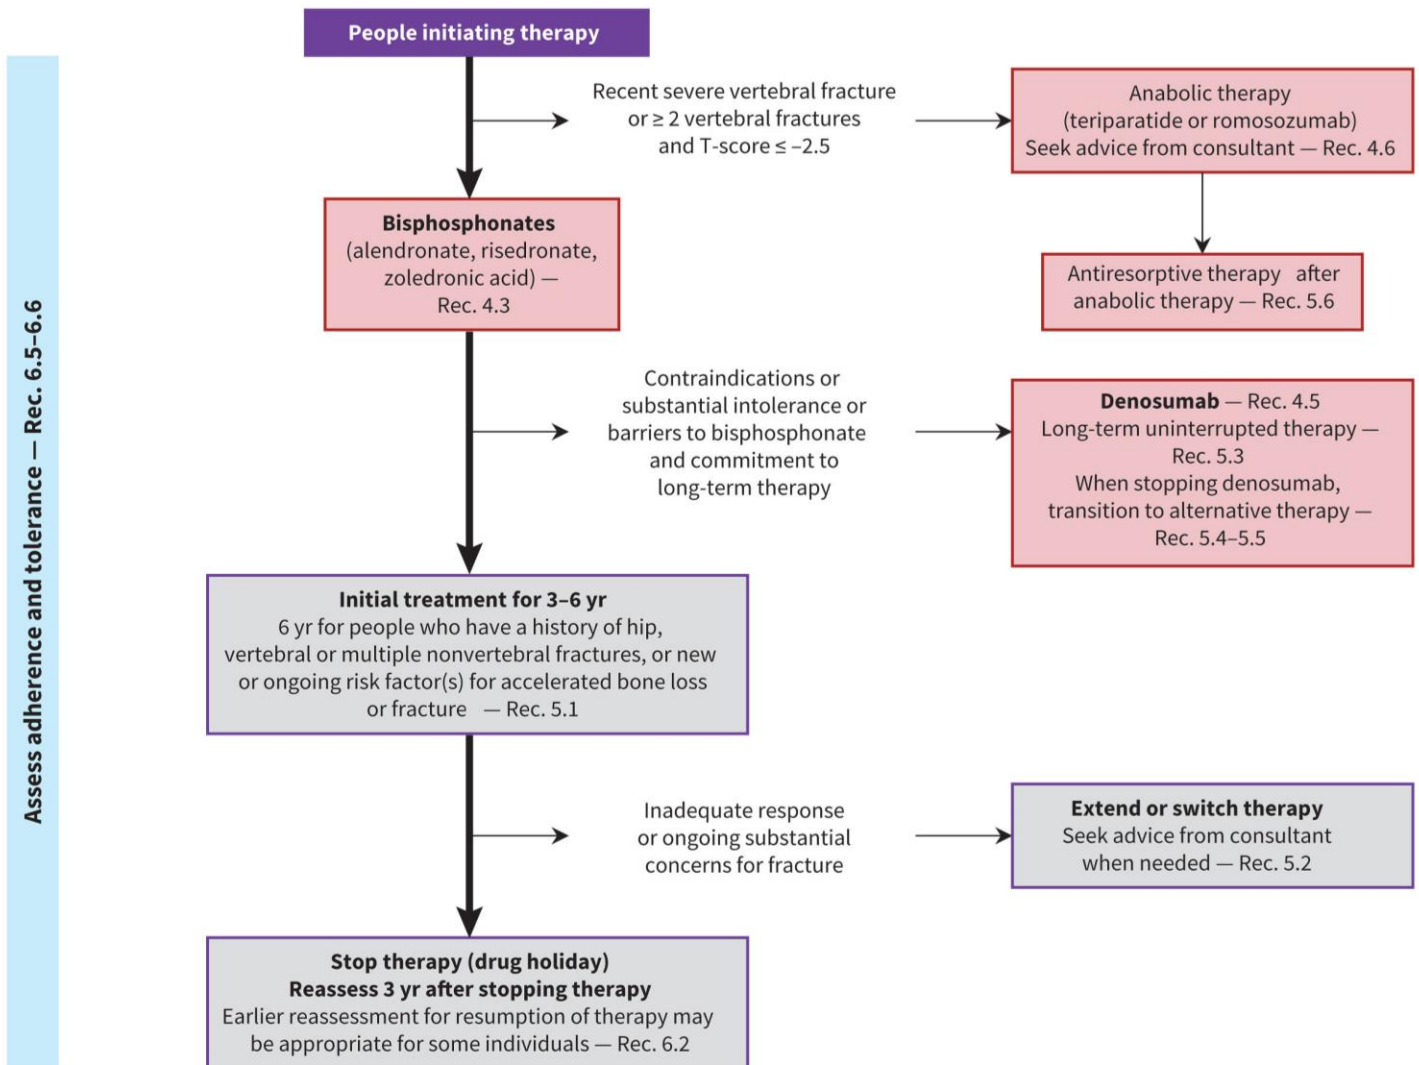 People initiating therapy
Recent severe vertebral fracture
or ≥ 2 vertebral fractures
and T-score ≤ –2.5
Anabolic therapy
(teriparatide or romosozumab)
Seek advice from consultant — Rec. 4.6
Bisphosphonates
(alendronate, risedronate,
zoledronic acid) —
Rec. 4.3
Antiresorptive therapy after
anabolic therapy — Rec. 5.6
Contraindications or
substantial intolerance or
barriers to bisphosphonate
and commitment to
long-term therapy
Denosumab — Rec. 4.5
Long-term uninterrupted therapy —
Rec. 5.3
When stopping denosumab,
transition to alternative therapy —
Rec. 5.4–5.5
Assess adherence and tolerance — Rec. 6.5–6.6
Initial treatment for 3–6 yr
6 yr for people who have a history of hip,
vertebral or multiple nonvertebral fractures, or new
or ongoing risk factor(s) for accelerated bone loss
or fracture — Rec. 5.1
Inadequate response
or ongoing substantial
concerns for fracture
Extend or switch therapy
Seek advice from consultant
when needed — Rec. 5.2
Stop therapy (drug holiday)
Reassess 3 yr after stopping therapy
Earlier reassessment for resumption of therapy may
be appropriate for some individuals — Rec. 6.2